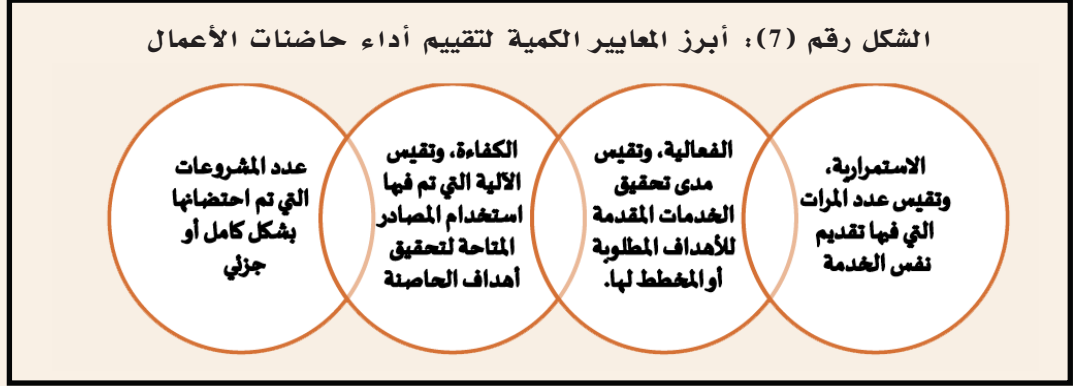 الشكل رقم (7): أبرز المعايير الكمية لتقييم أداء حاضنات الأعمال
الاستمرارية،
وتقيس عدد المرات
التي فيها تقديم
نفس الخدمة
الفعالية، وتقيس
مدى تحقيق
الخدمات المقدمة
للأهداف المطلوبة
أو المخطط لها.
الكفاءة، وتقيس
الآلية التي تم فيها
استخدام المصادر
المتاحة لتحقيق
أهداف الحاصنة
عدد المشروعات
التي تم احتضانها
بشكل كامل أو
جزئي